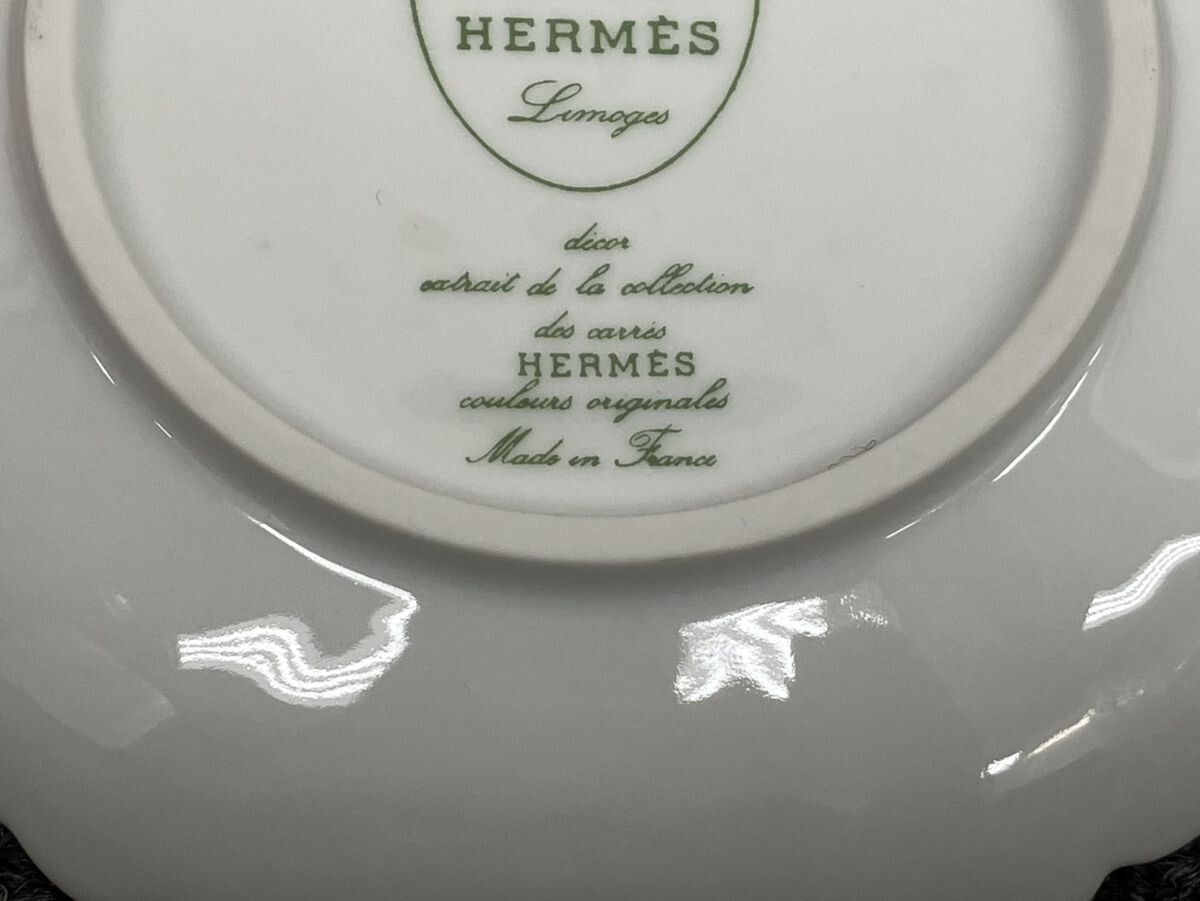 HERMÈS
Limoges
décor
extrait de la collection
des carrés
HERMÈS
couleurs originales
Made in France